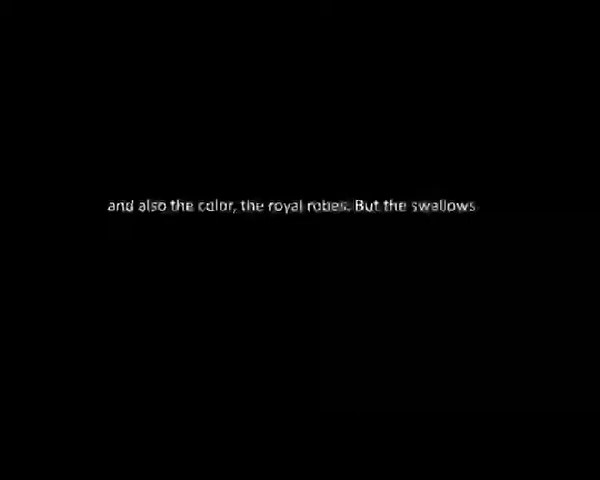 and also the color, the royal robes. But the swallows